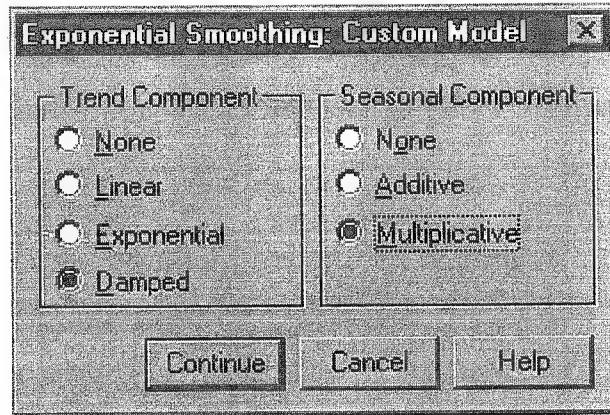 Exponential Smoothing: Custom Model
Trend Component
None
Linear
Exponential
Damped
Seasonal Component
None
Additive
Multiplicative
Continue
Cancel
Help